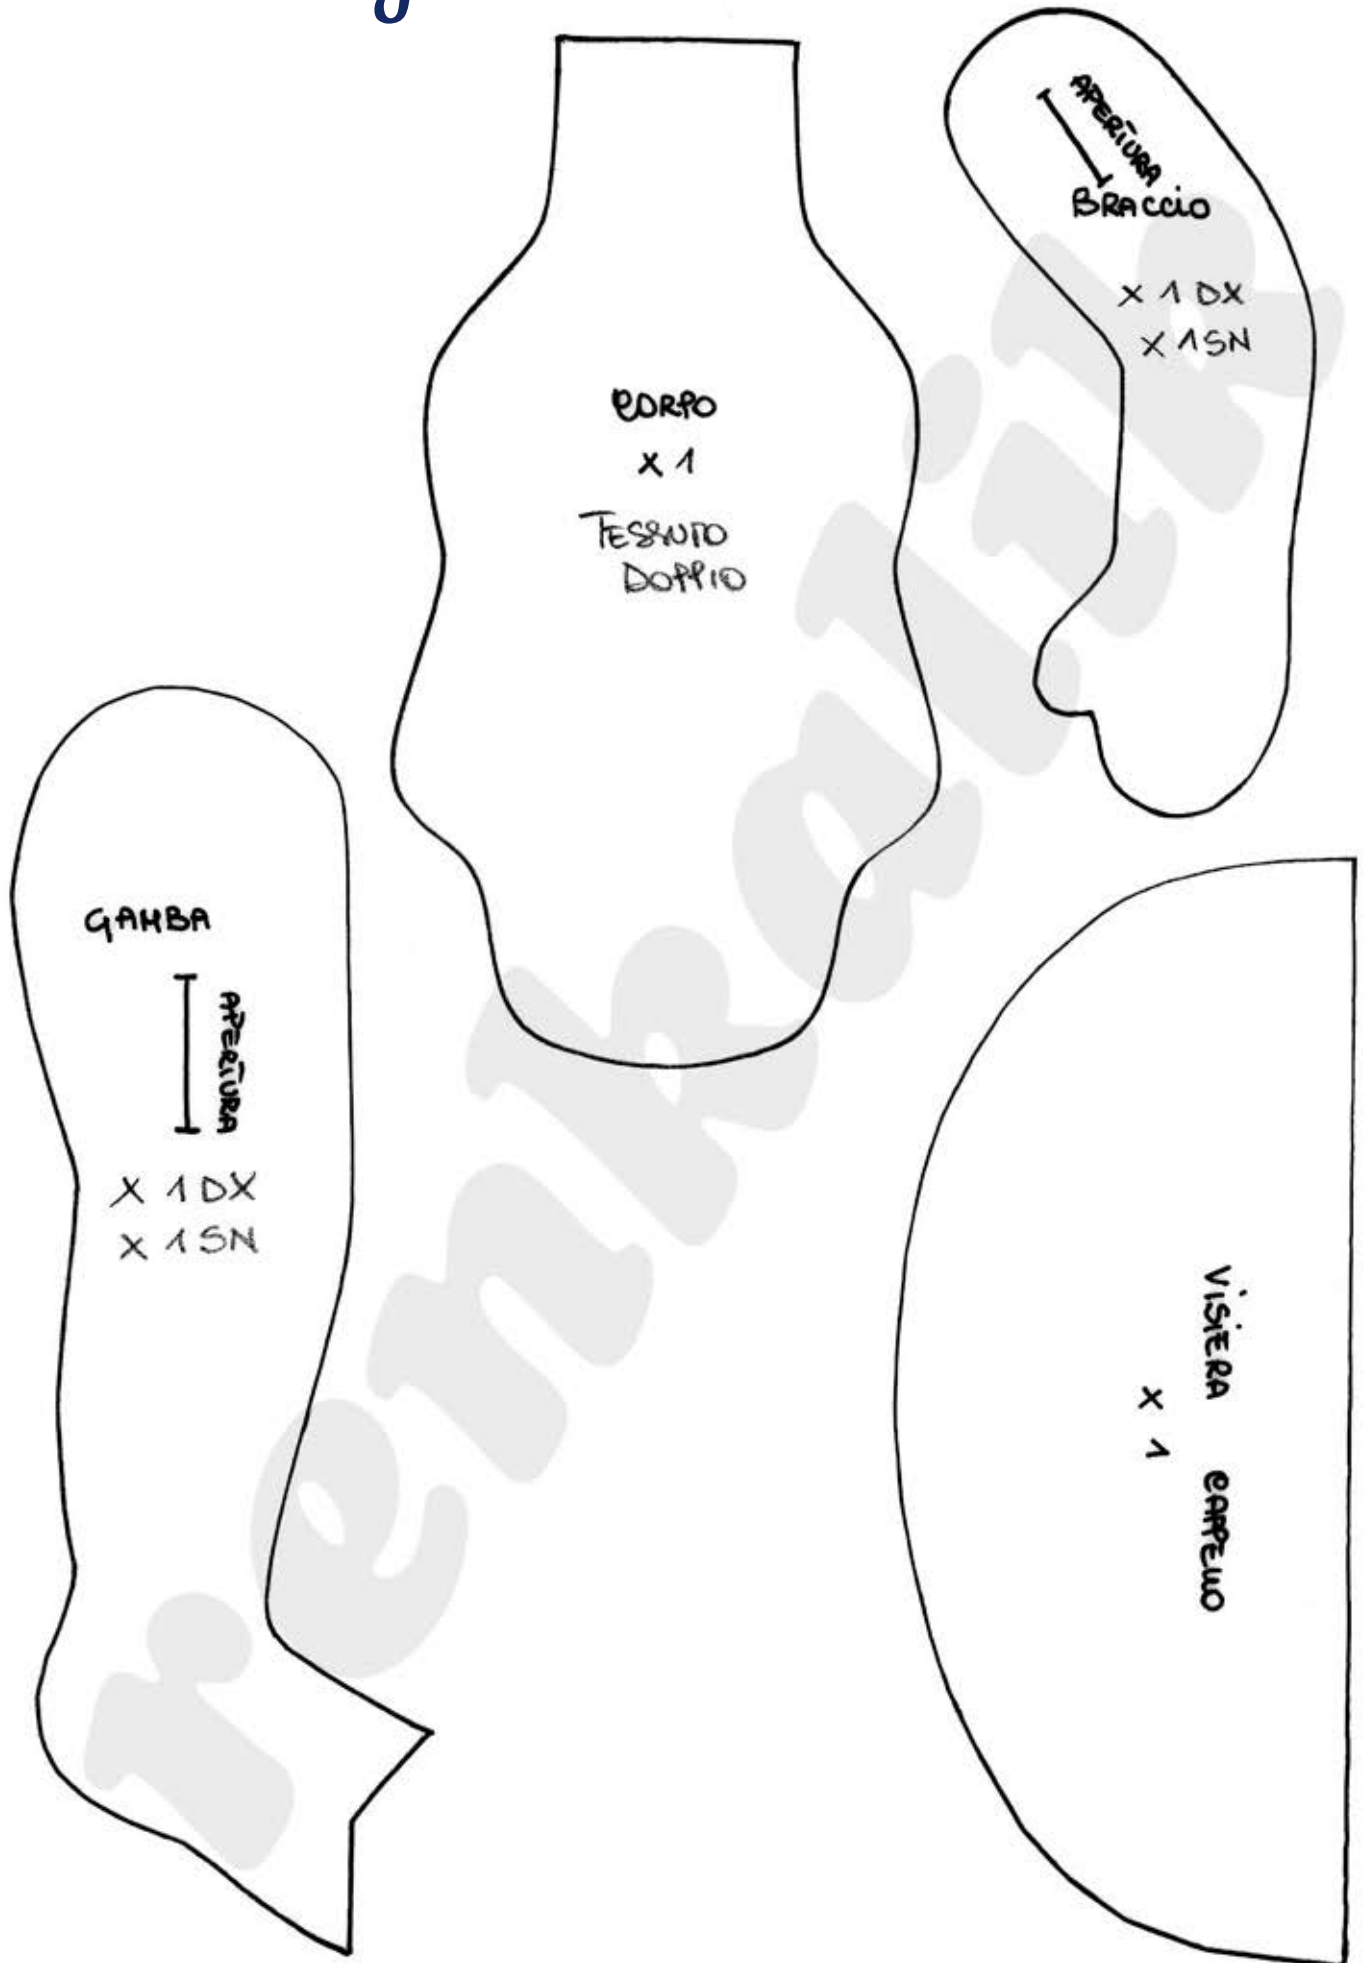 APERTURA
BRACCIO
X 1 DX
X 1 SN
CORPO
X 1
TESSUTO
DOPPIO
GAMBA
APERTURA
X 1 DX
X 1 SN
VISIERA CAPPELLO
X 1
renkalik